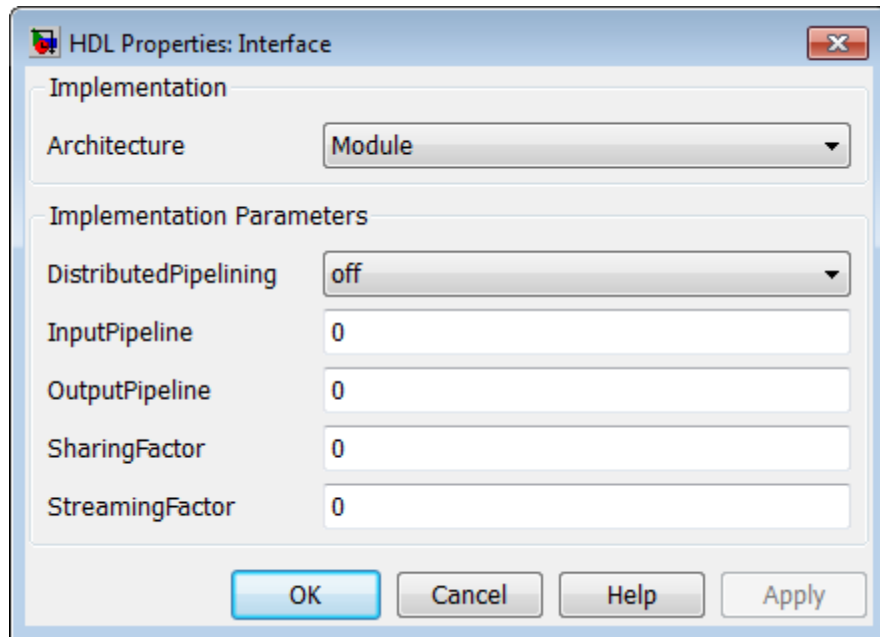 HDL Properties: Interface
Implementation
Architecture Module
Implementation Parameters
DistributedPipelining off
InputPipeline 0
OutputPipeline 0
SharingFactor 0
StreamingFactor 0
OK Cancel Help Apply